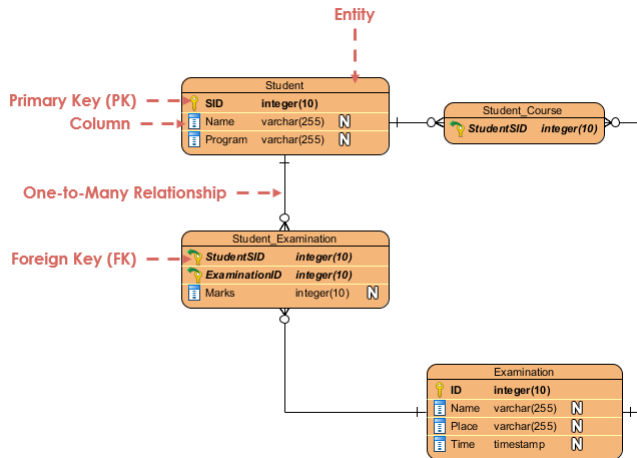 Entity
Student
Primary Key (PK)
SID integer(10)
Column
Name varchar(255) N
Program varchar(255) N
Student_Course
StudentSID integer(10)
One-to-Many Relationship
Student_Examination
Foreign Key (FK)
StudentSID integer(10)
ExaminationID integer(10)
Marks integer(10) N
Examination
ID integer(10)
Name varchar(255) N
Place varchar(255) N
Time timestamp N